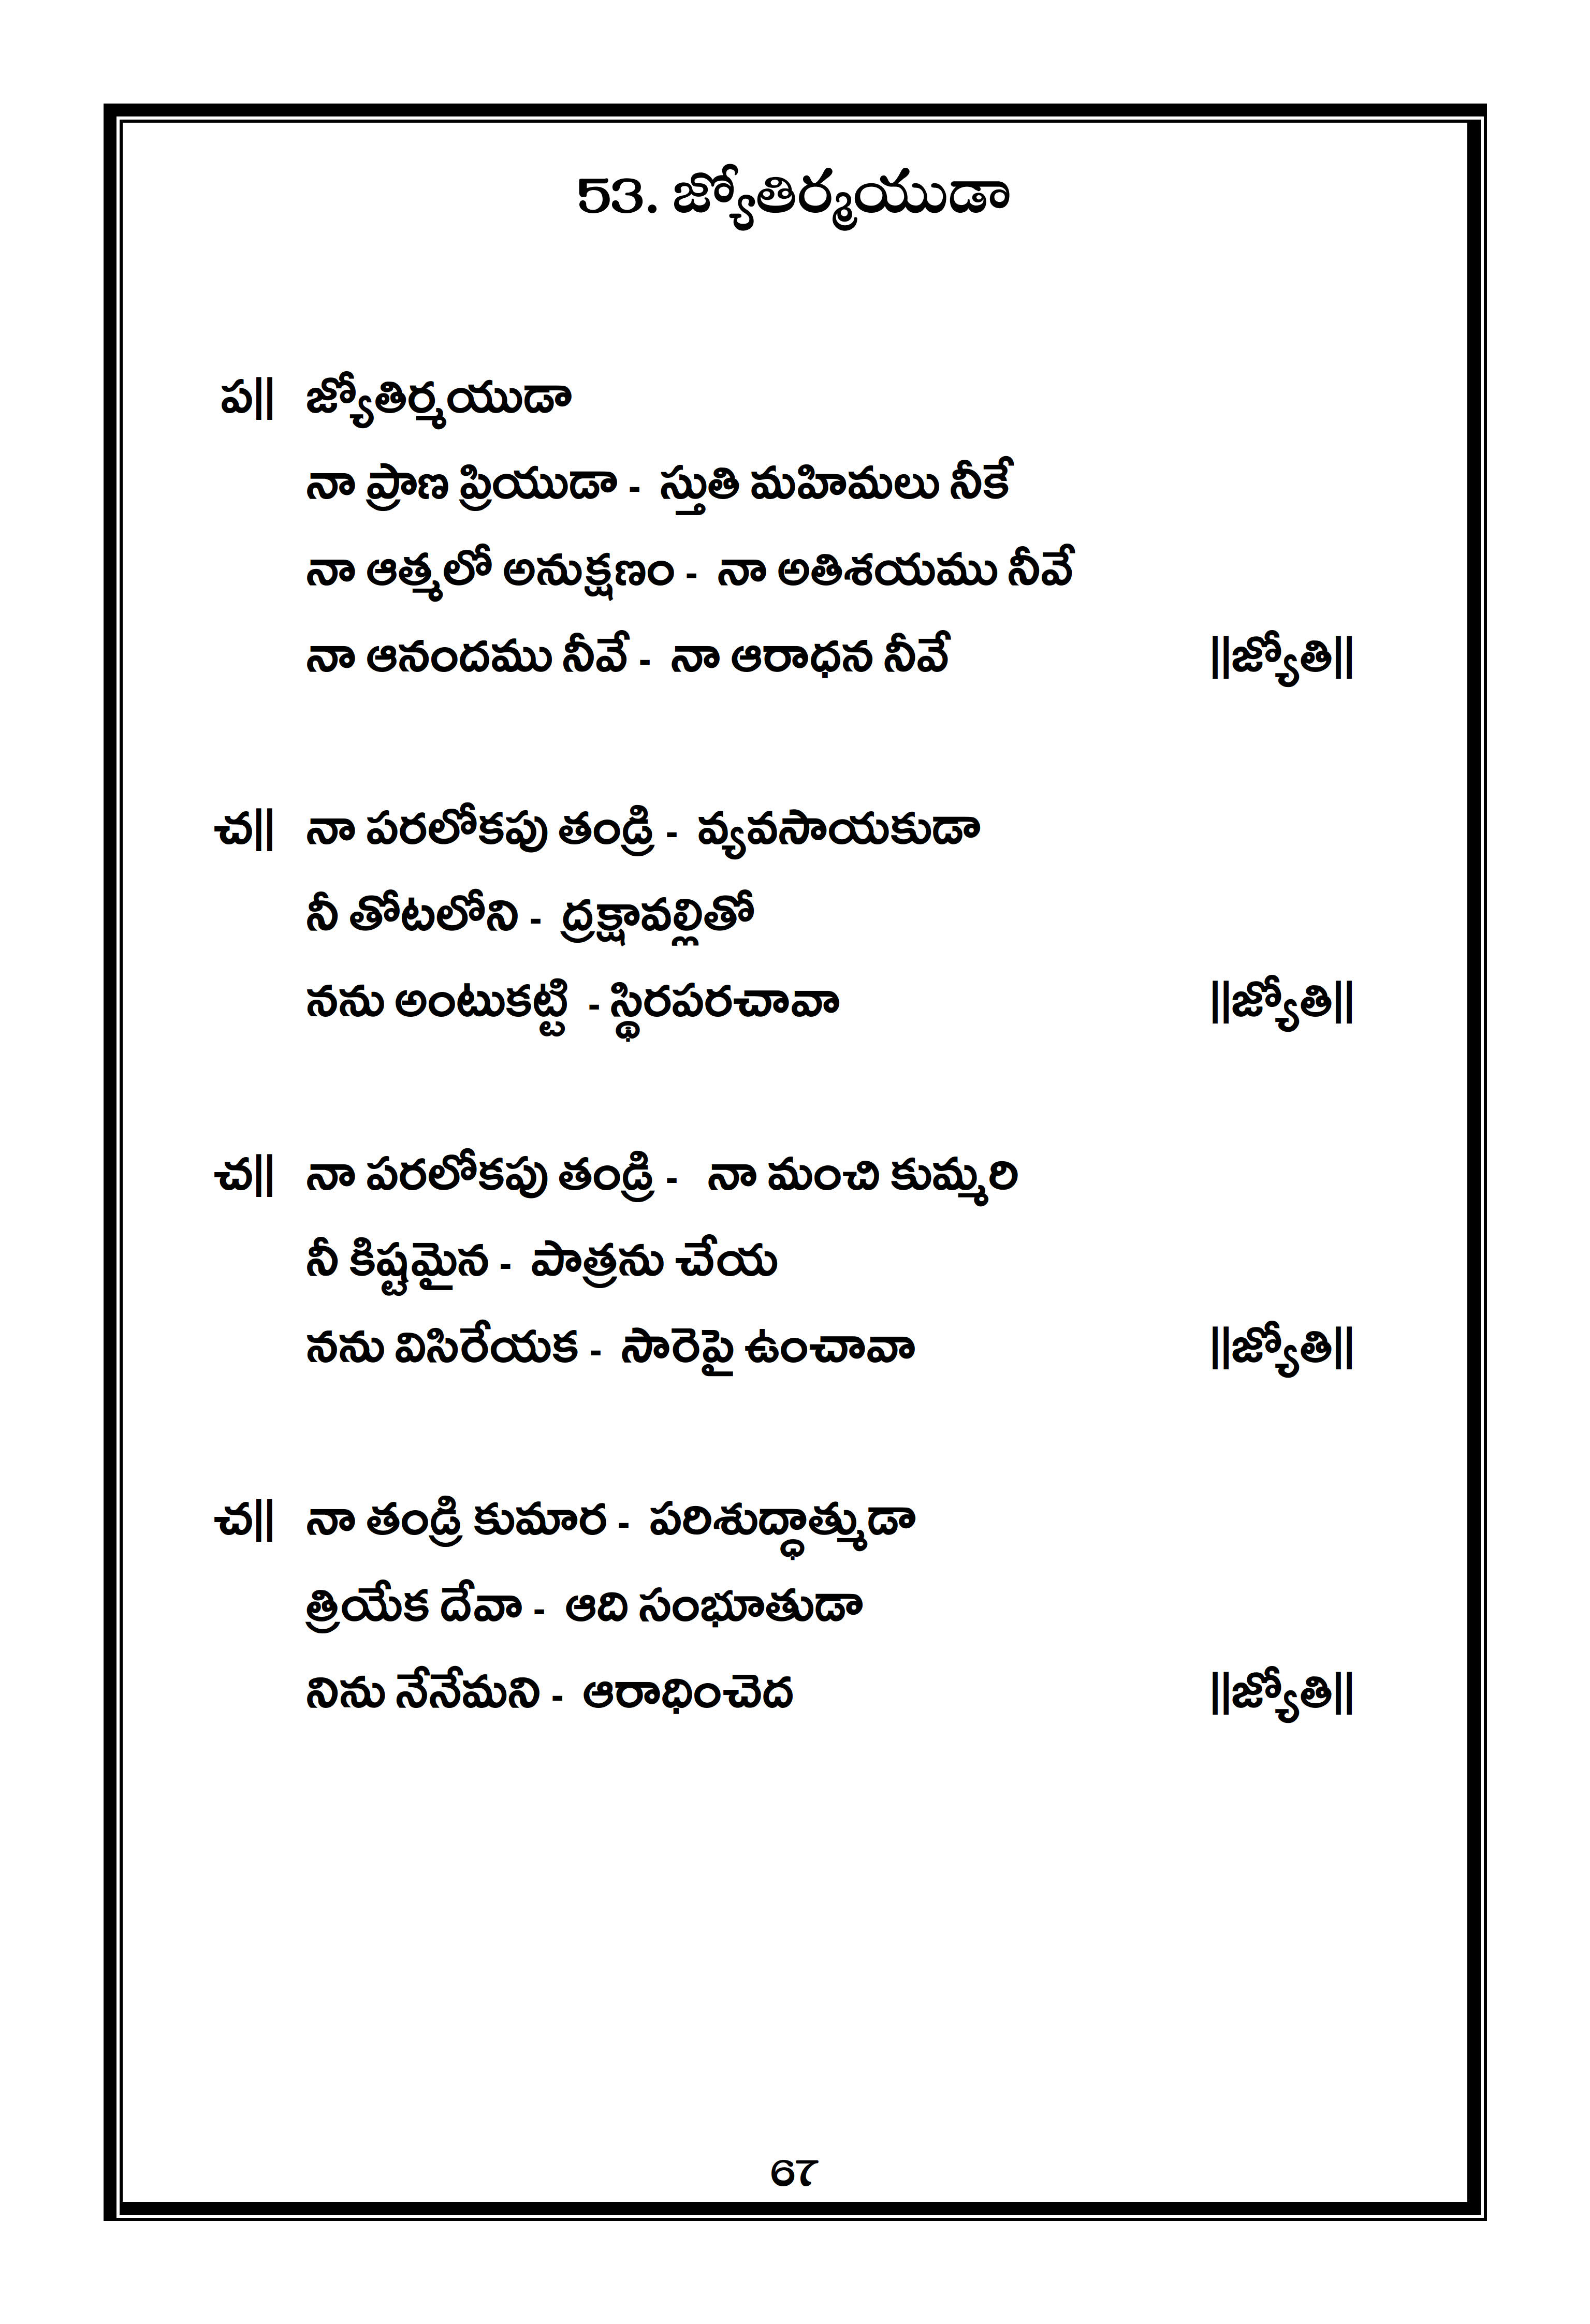 53. జ్యోతిర్మయుడా
ప|| జ్యోతిర్మయుడా
నా ప్రాణ ప్రియుడా - స్తుతి మహిమలు నీకే
నా ఆత్మలో అనుక్షణం - నా అతిశయము నీవే
నా ఆనందము నీవే - నా ఆరాధన నీవే ||జ్యోతి||
చ|| నా పరలోకపు తండ్రి - వ్యవసాయకుడా
నీ తోటలోని - ద్రక్షావల్లితో
నను అంటుకట్టి - స్థిరపరచావా ||జ్యోతి||
చ|| నా పరలోకపు తండ్రి - నా మంచి కుమ్మరి
నీ కిష్టమైన - పాత్రను చేయ
నను విసిరేయక - సారెపై ఉంచావా ||జ్యోతి||
చ|| నా తండ్రి కుమార - పరిశుద్ధాత్ముడా
త్రియేక దేవా - ఆది సంభూతుడా
నిను నేనేమని - ఆరాధించెద ||జ్యోతి||
67